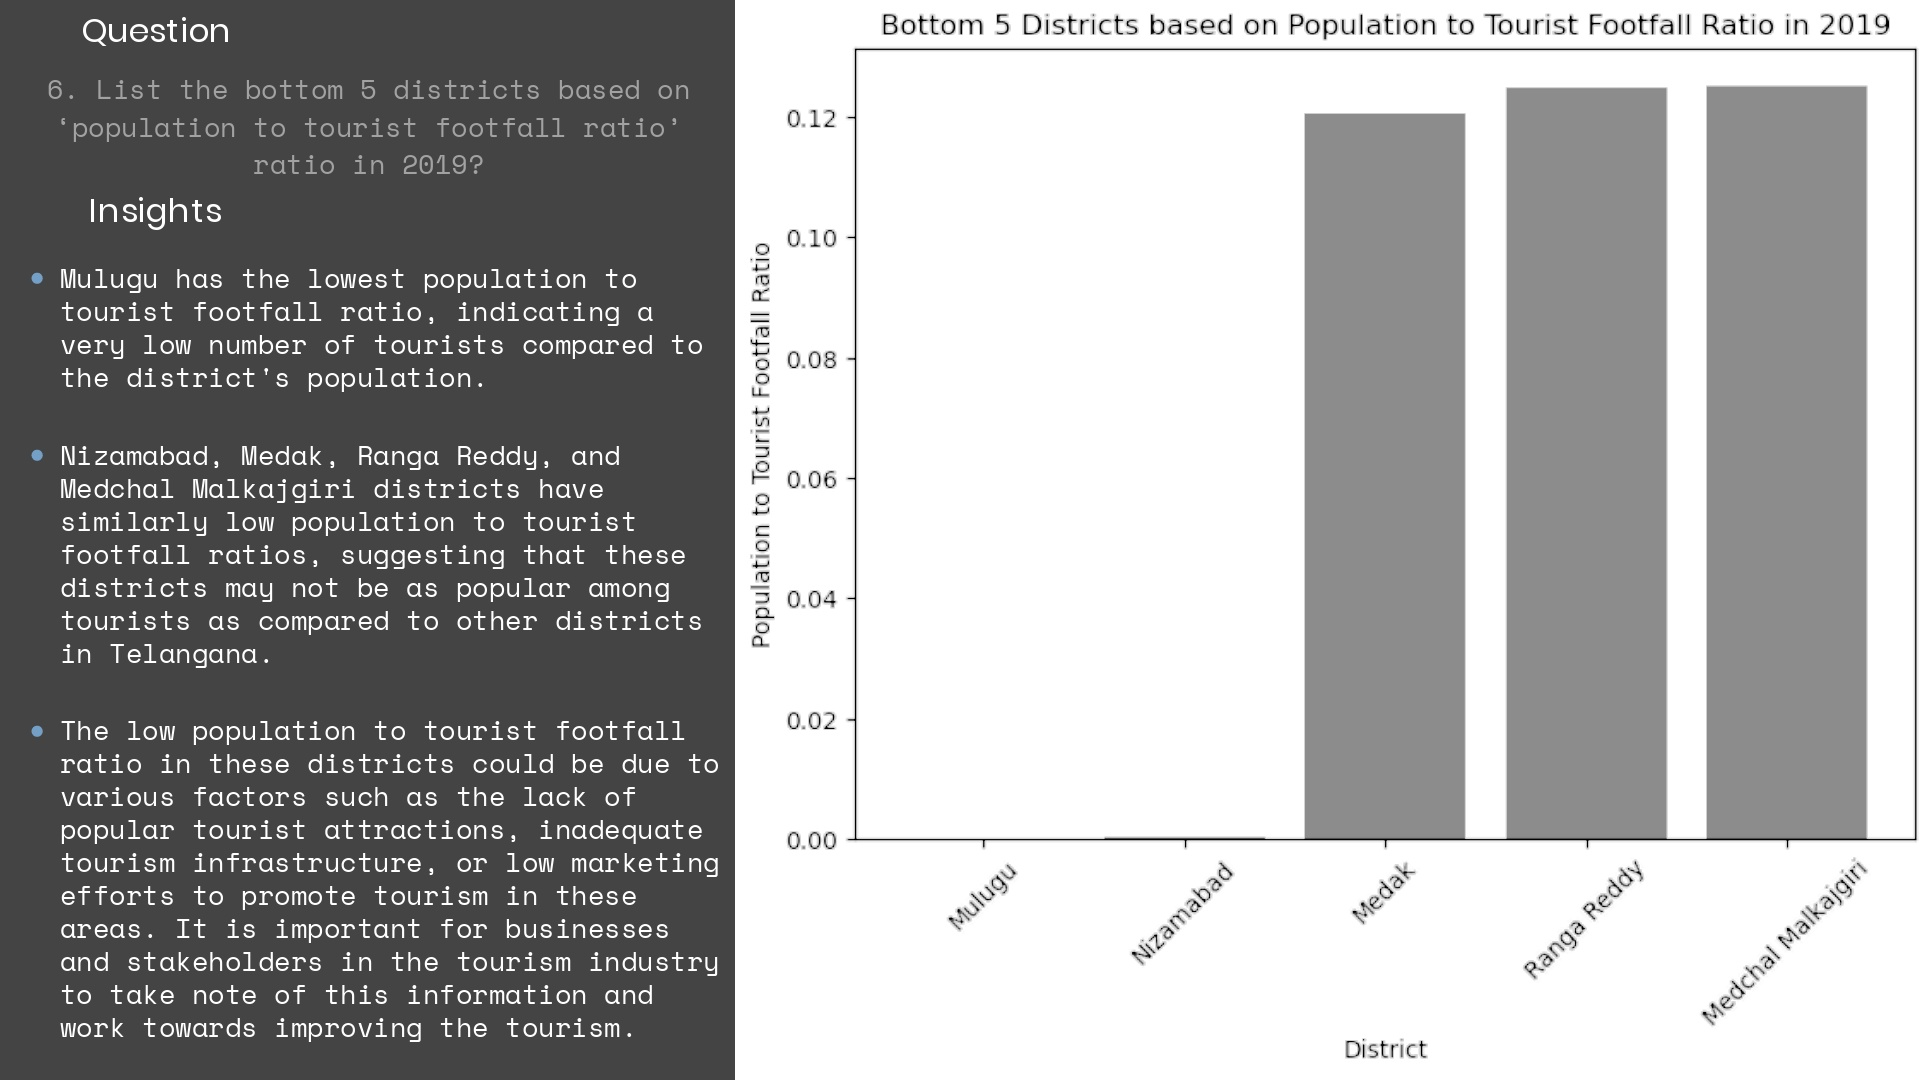 Question
6. List the bottom 5 districts based on
‘population to tourist footfall ratio’
ratio in 2019?
Insights
• Mulugu has the lowest population to
tourist footfall ratio, indicating a
very low number of tourists compared to
the district's population.
• Nizamabad, Medak, Ranga Reddy, and
Medchal Malkajgiri districts have
similarly low population to tourist
footfall ratios, suggesting that these
districts may not be as popular among
tourists as compared to other districts
in Telangana.
• The low population to tourist footfall
ratio in these districts could be due to
various factors such as the lack of
popular tourist attractions, inadequate
tourism infrastructure, or low marketing
efforts to promote tourism in these
areas. It is important for businesses
and stakeholders in the tourism industry
to take note of this information and
work towards improving the tourism.
Bottom 5 Districts based on Population to Tourist Footfall Ratio in 2019
Population to Tourist Footfall Ratio
0.12
0.10
0.08
0.06
0.04
0.02
0.00
Mulugu
Nizamabad
Medak
Ranga Reddy
Medchal Malkajgiri
District